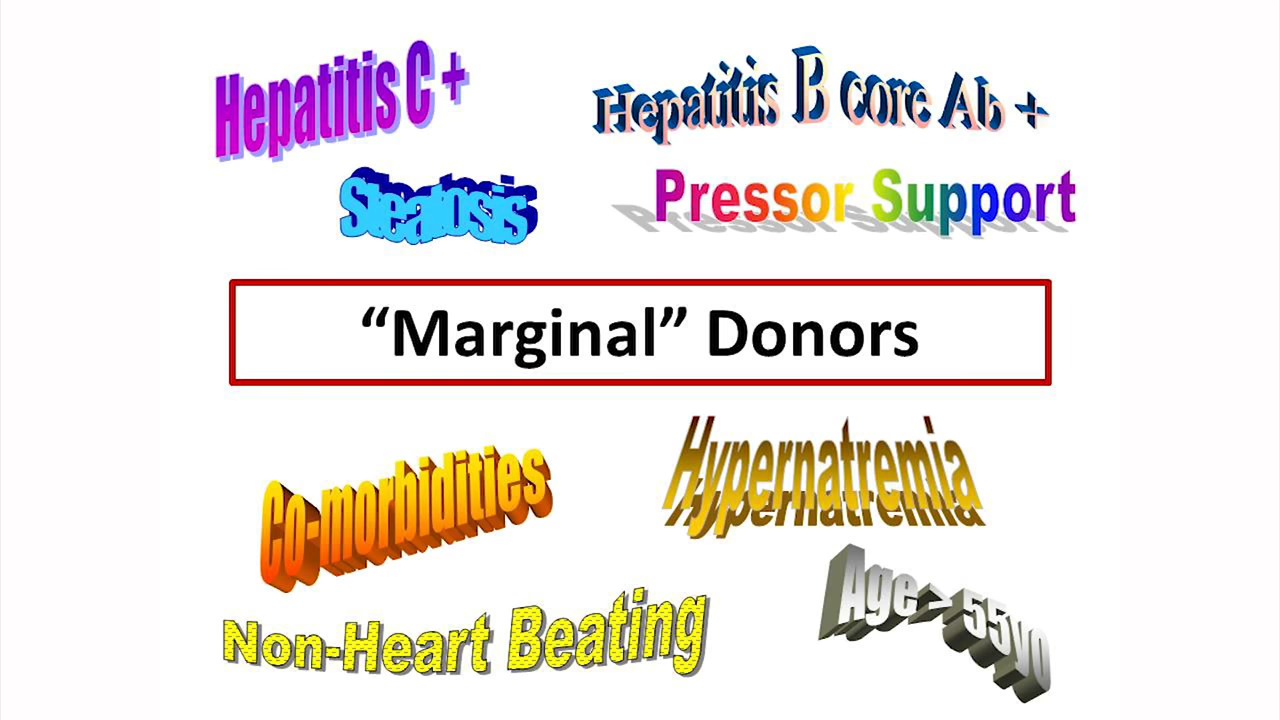 Hepatitis C +
Hepatitis B core Ab +
Steatosis
Pressor Support
“Marginal” Donors
Co-morbidities
Hypernatremia
Age > 55yo
Non-Heart Beating